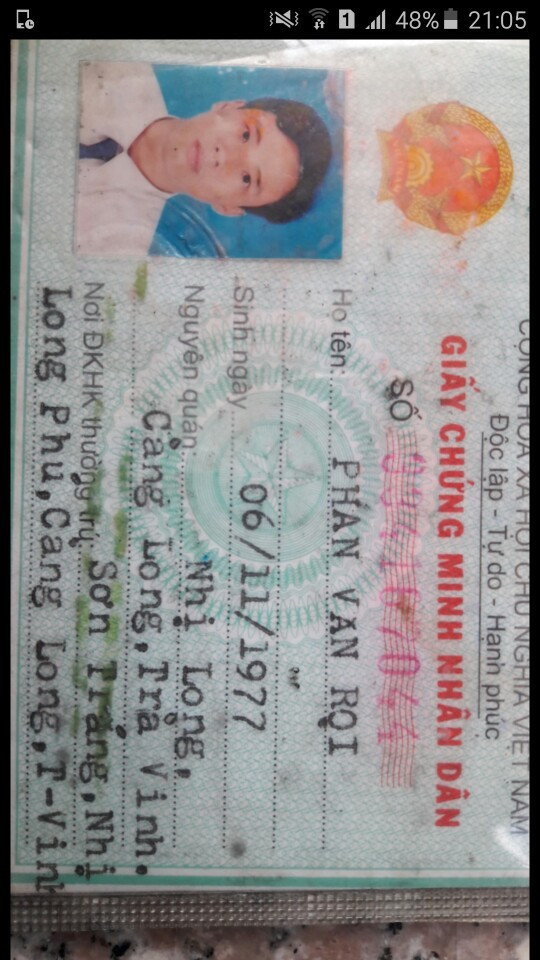 21:05
48%
1
CỘNG HÒA XÃ HỘI CHỦ NGHĨA VIỆT NAM
Độc lập - Tự do - Hạnh phúc
GIẤY CHỨNG MINH NHÂN DÂN
SỐ
Họ tên: PHAN VĂN RỌI
Sinh ngày 06/11/1977
Nguyên quán Nhị Long,
Càng Long, Trà Vinh.
Nơi ĐKHK thường trú Sơn Trắng, Nhị
Long Phú, Càng Long, T-Vinh